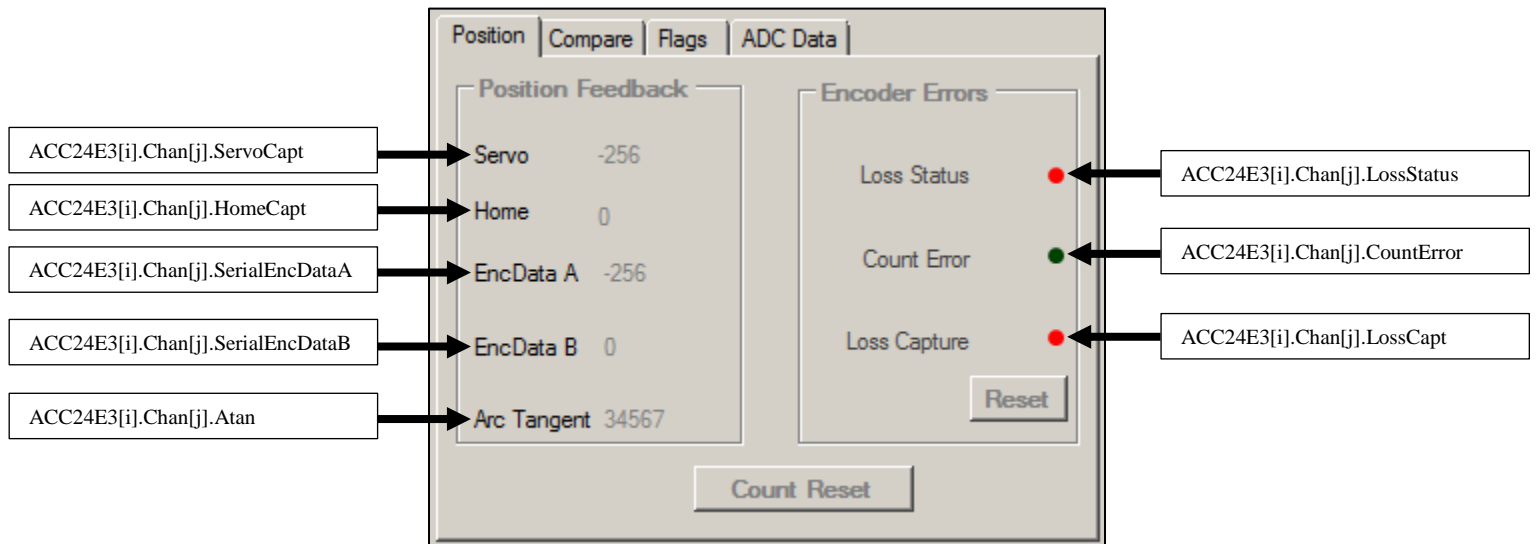 Position Compare Flags ADC Data
Position Feedback
Encoder Errors
ACC24E3[i].Chan[j].ServoCapt
Servo -256
ACC24E3[i].Chan[j].HomeCapt
Home 0
ACC24E3[i].Chan[j].SerialEncDataA
EncData A -256
ACC24E3[i].Chan[j].SerialEncDataB
EncData B 0
ACC24E3[i].Chan[j].Atan
Arc Tangent 34567
Loss Status
ACC24E3[i].Chan[j].LossStatus
Count Error
ACC24E3[i].Chan[j].CountError
Loss Capture
ACC24E3[i].Chan[j].LossCapt
Reset
Count Reset